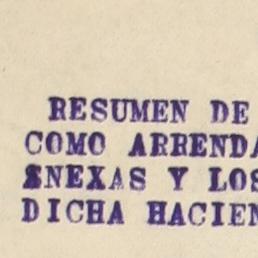 RESUMEN DE
COMO ARRENDA
ANEXAS Y LOS
DICHA HACIEN